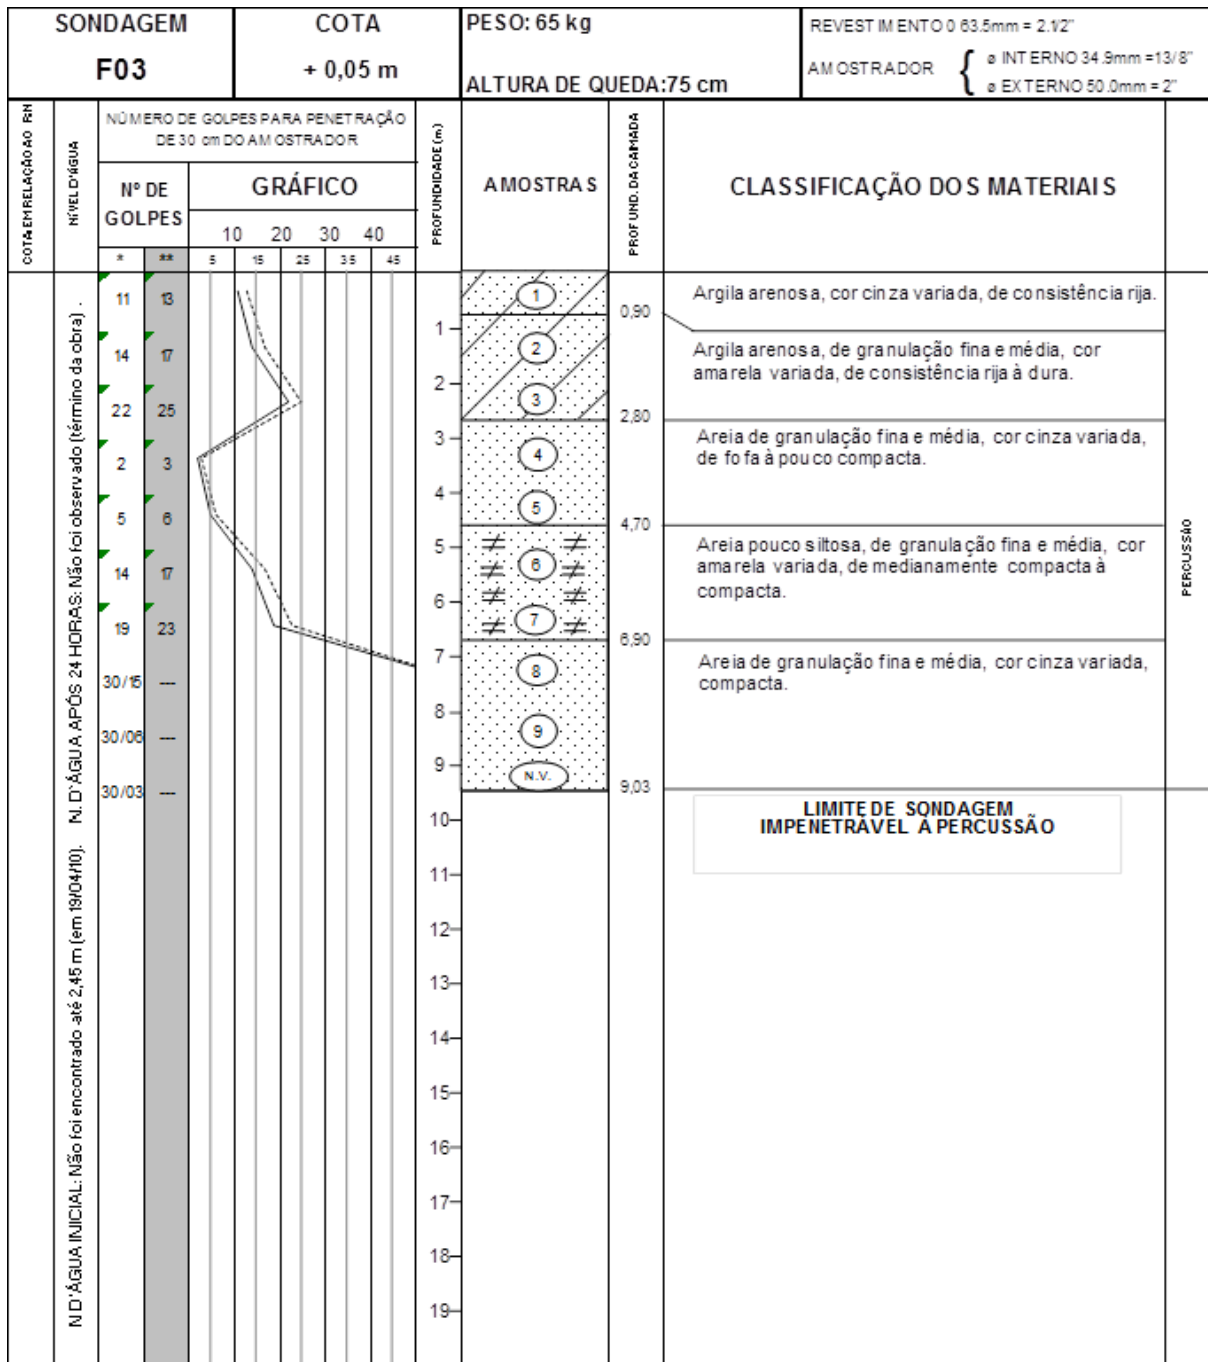 SONDAGEM
F03
COTA
+ 0,05 m
PESO: 65 kg
ALTURA DE QUEDA:75 cm
REVESTIMENTO 0 63.5mm = 2.1/2"
AMOSTRADOR { ø INTERNO 34.9mm =13/8"
ø EXTERNO 50.0mm = 2"
COTA EM RELAÇÃO AO RN
NÍVEL D'ÁGUA
NÚMERO DE GOLPES PARA PENETRAÇÃO
DE 30 cm DO AMOSTRADOR
Nº DE
GOLPES
GRÁFICO
10 20 30 40
* ** 5 15 25 35 45
PROFUNDIDADE (m)
AMOSTRAS
PROFUND. DA CAMADA
CLASSIFICAÇÃO DOS MATERIAIS
N D'ÁGUA INICIAL: Não foi encontrado até 2,45 m (em 19/04/10). N. D'ÁGUA APÓS 24 HORAS: Não foi observado (término da obra) .
11 13
14 17
22 25
2 3
5 6
14 17
19 23
30/15 ---
30/06 ---
30/03 ---
1
2
3
4
5
6
7
8
9
10
11
12
13
14
15
16
17
18
19
1
2
3
4
5
6
7
8
9
N.V.
0,90
2,80
4,70
6,90
9,03
Argila arenosa, cor cinza variada, de consistência rija.
Argila arenosa, de granulação fina e média, cor
amarela variada, de consistência rija à dura.
Areia de granulação fina e média, cor cinza variada,
de fofa à pouco compacta.
Areia pouco siltosa, de granulação fina e média, cor
amarela variada, de medianamente compacta à
compacta.
Areia de granulação fina e média, cor cinza variada,
compacta.
LIMITE DE SONDAGEM
IMPENETRÁVEL À PERCUSSÃO
PERCUSSÃO